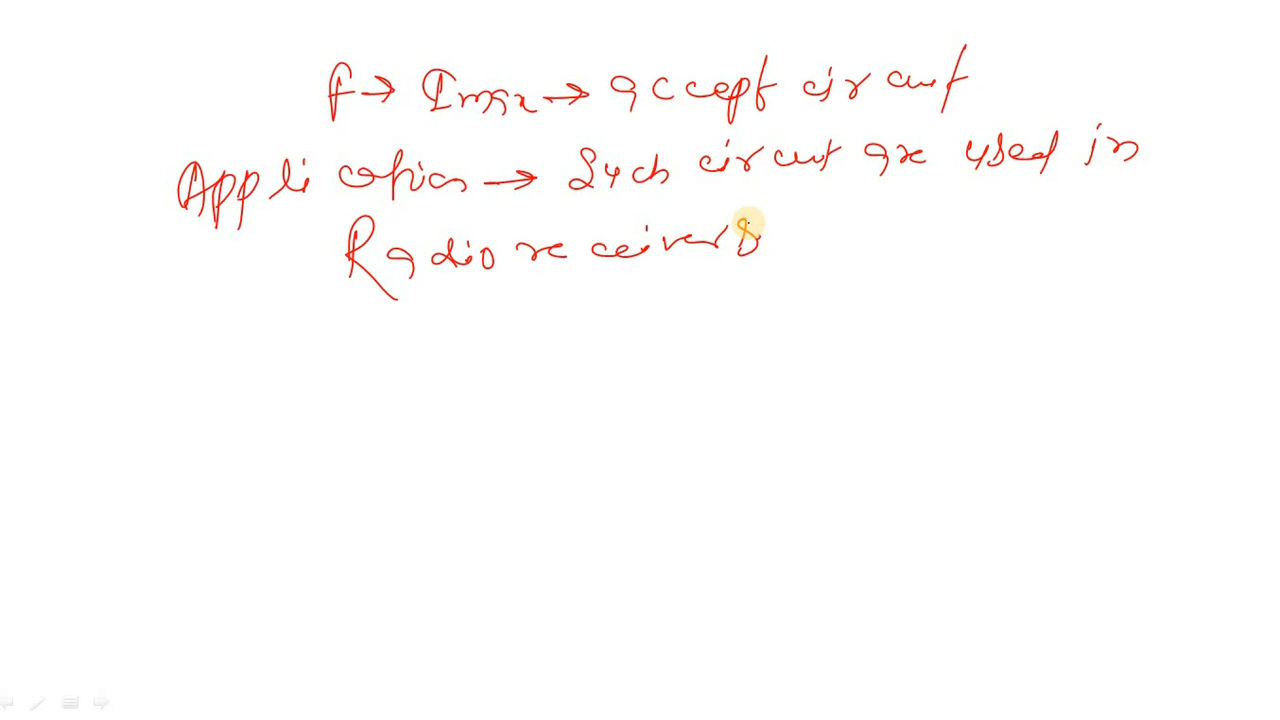 f → Imax → accept circuit
Application → Such circuit are used in
Radio receivers